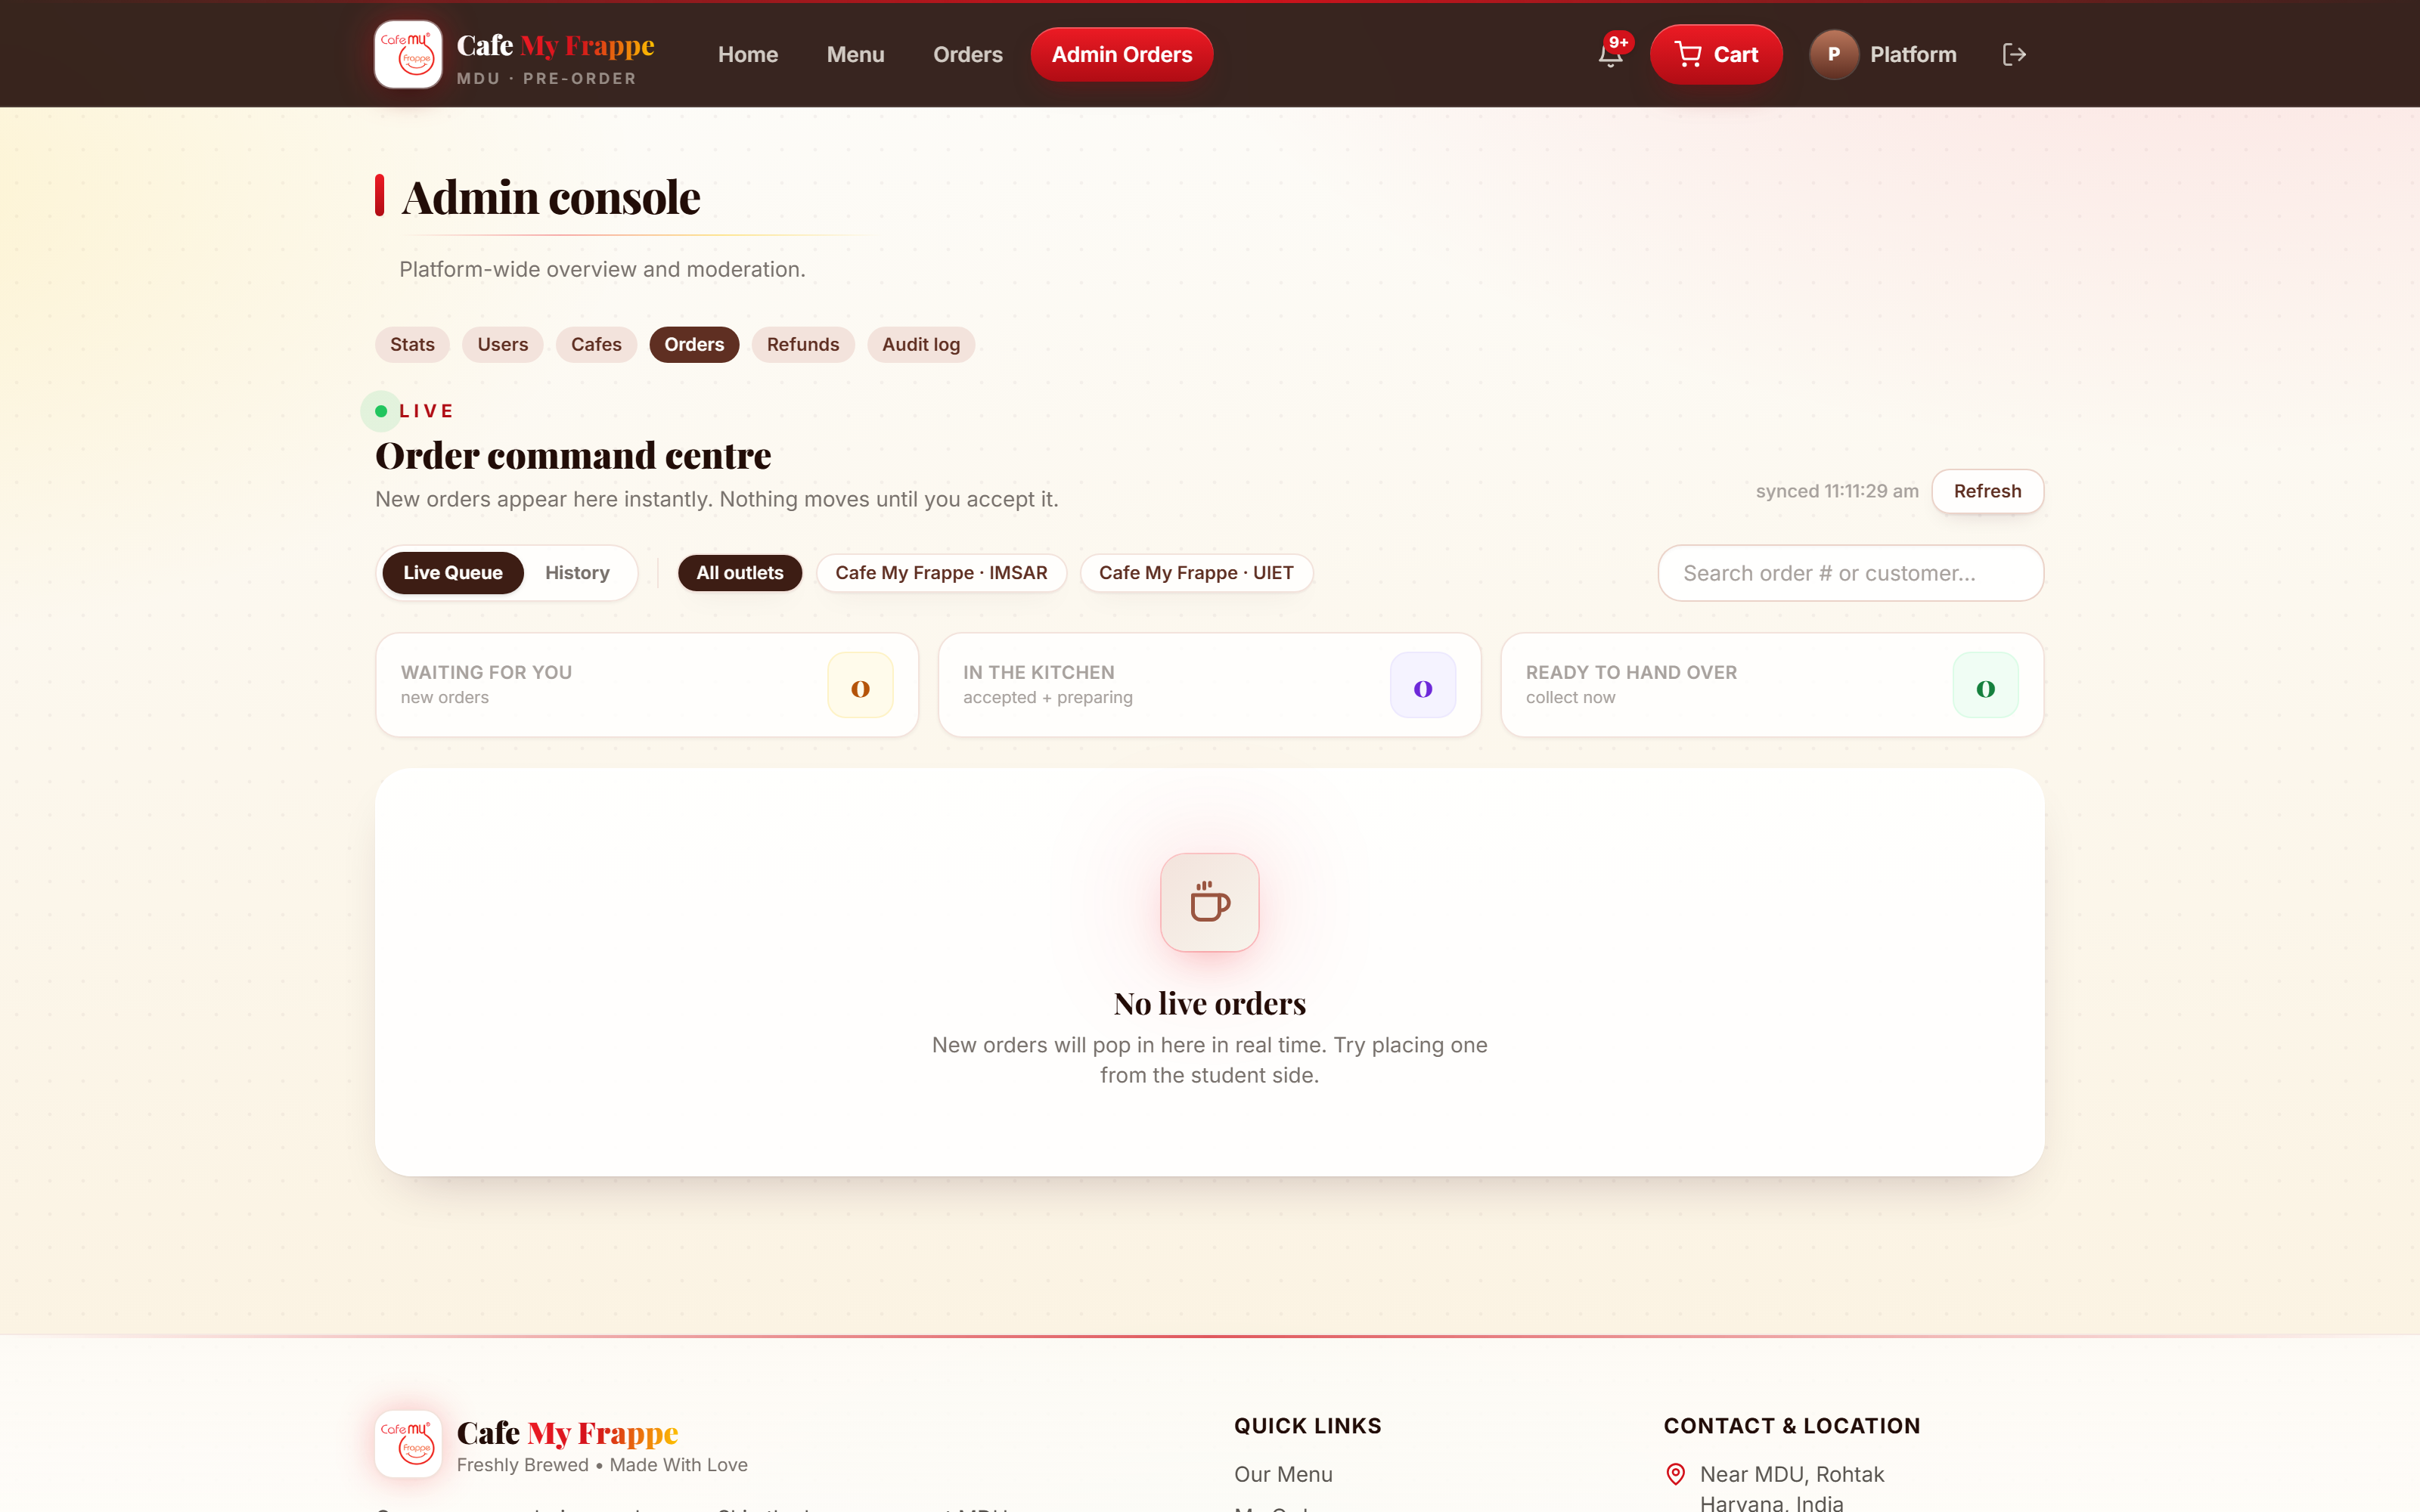 Cafe my®
Frappe
Cafe My Frappe
MDU · PRE-ORDER
Home
Menu
Orders
Admin Orders
9+
Cart
P
Platform
Admin console
Platform-wide overview and moderation.
Stats
Users
Cafes
Orders
Refunds
Audit log
LIVE
Order command centre
New orders appear here instantly. Nothing moves until you accept it.
synced 11:11:29 am
Refresh
Live Queue
History
All outlets
Cafe My Frappe · IMSAR
Cafe My Frappe · UIET
Search order # or customer...
WAITING FOR YOU
new orders
0
IN THE KITCHEN
accepted + preparing
0
READY TO HAND OVER
collect now
0
No live orders
New orders will pop in here in real time. Try placing one
from the student side.
Cafe my®
Frappe
Cafe My Frappe
Freshly Brewed • Made With Love
QUICK LINKS
Our Menu
CONTACT & LOCATION
Near MDU, Rohtak
Haryana, India